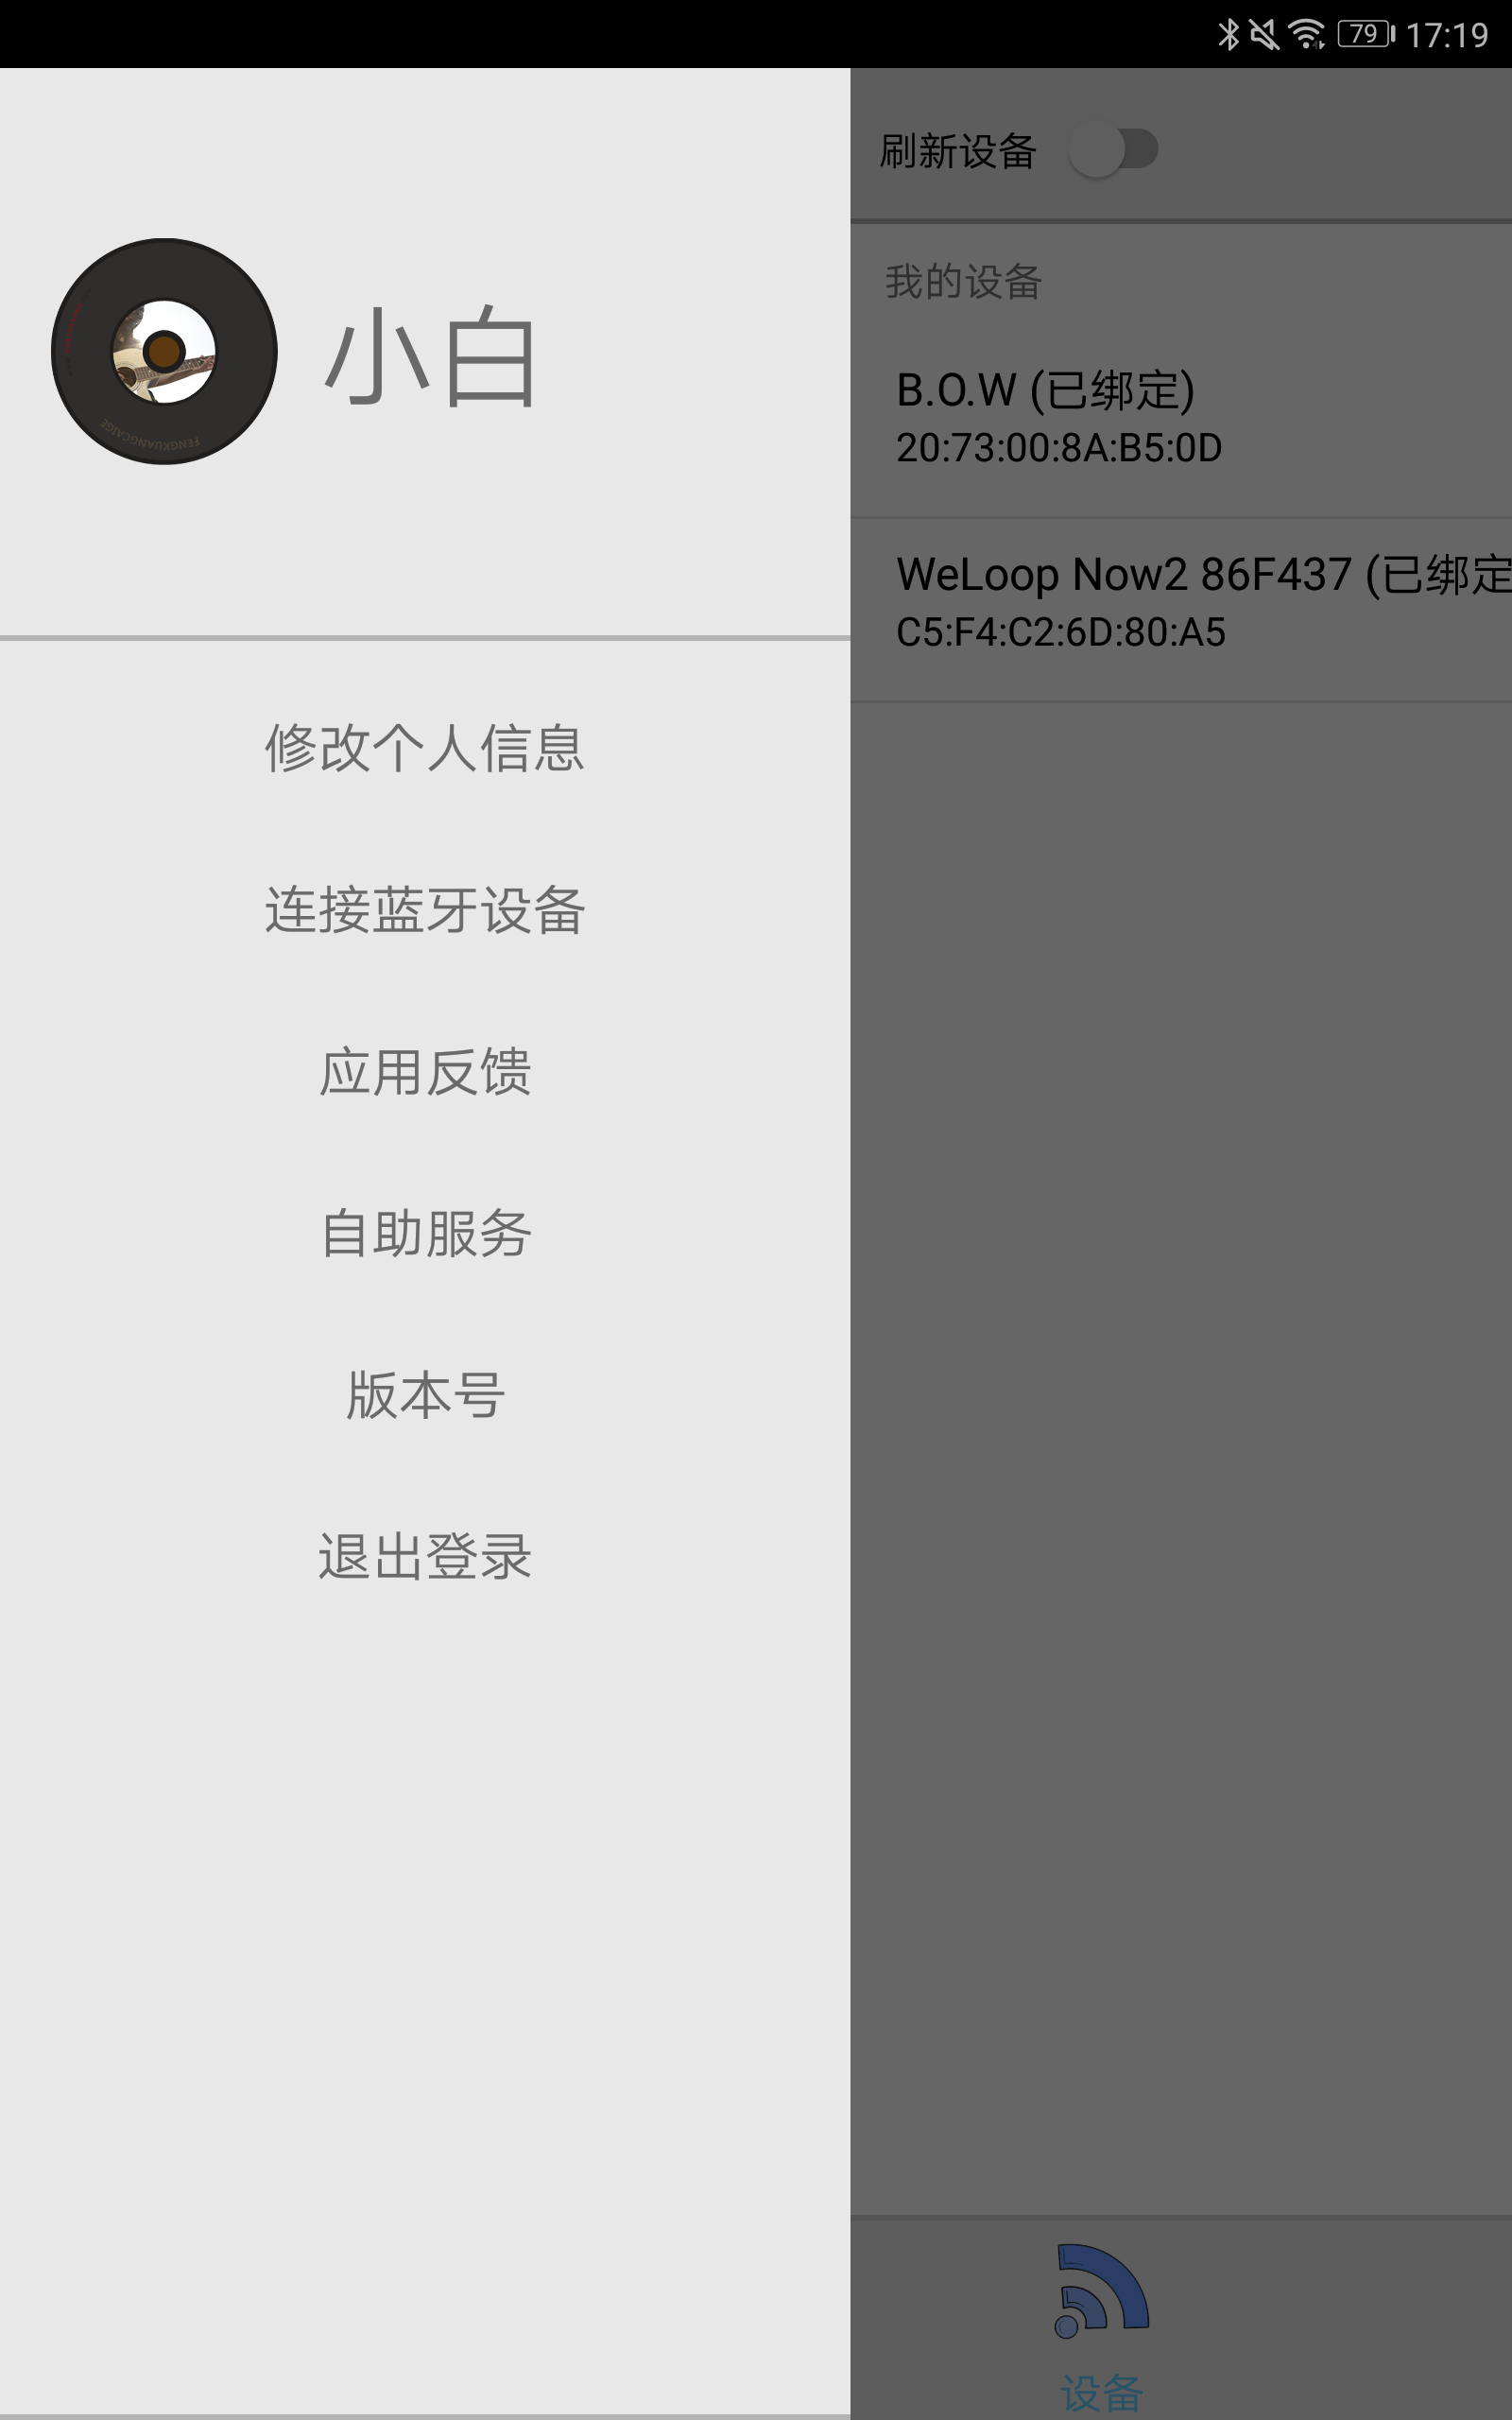 79 17:19
小白
FENGKUANGCAIGE
修改个人信息
连接蓝牙设备
应用反馈
自助服务
版本号
退出登录
刷新设备
我的设备
B.O.W (已绑定)
20:73:00:8A:B5:0D
WeLoop Now2 86F437 (已绑定
C5:F4:C2:6D:80:A5
设备